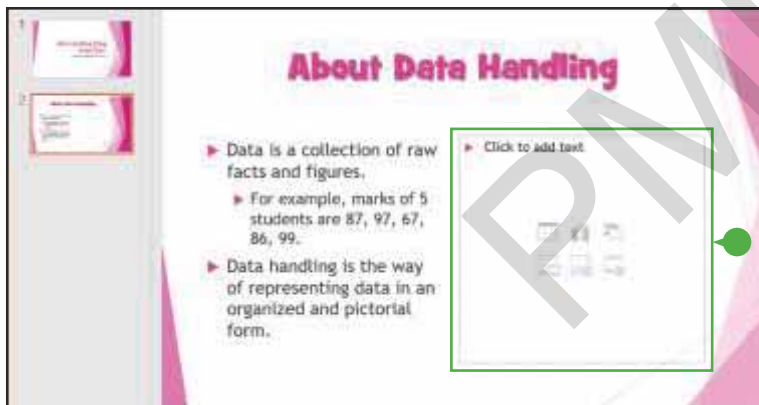 1
2
About Data Handling
Data is a collection of raw
facts and figures.
For example, marks of 5
students are 87, 97, 67,
86, 99.
Data handling is the way
of representing data in an
organized and pictorial
form.
Click to add text